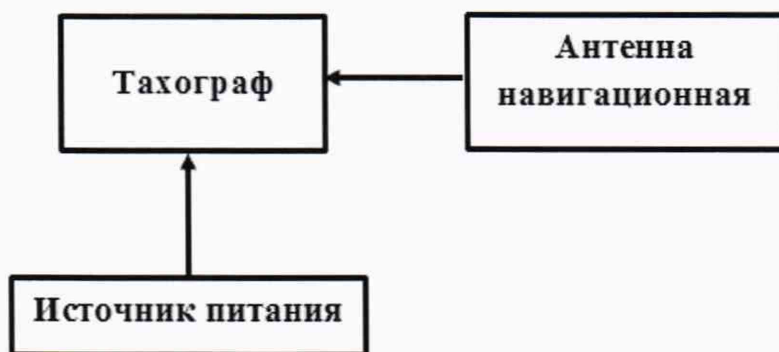 Тахограф
Антенна
навигационная
Источник питания